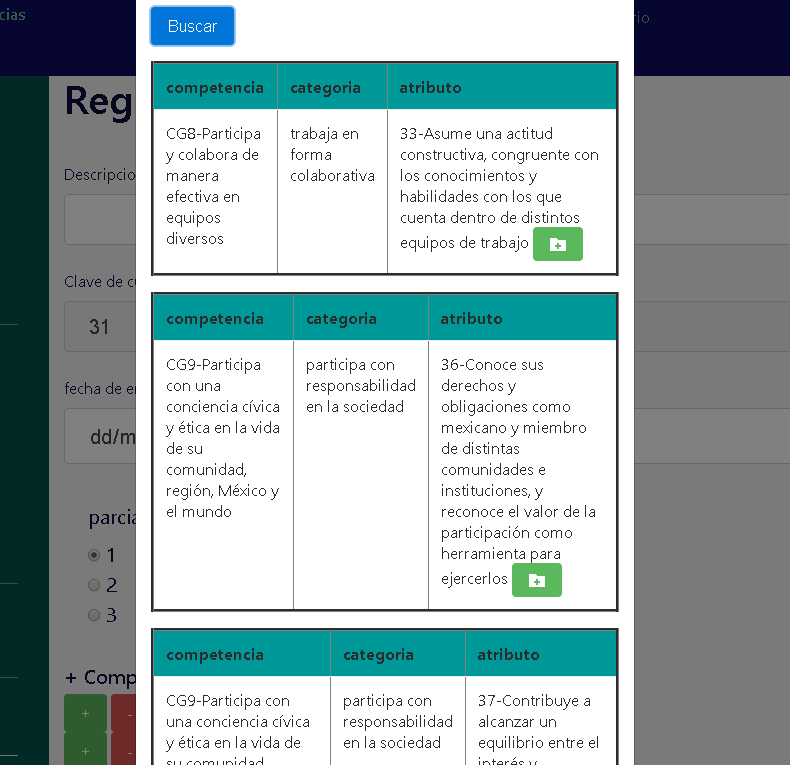 cias
io
Buscar
Reg
Descripcio
Clave de c
31
fecha de e
dd/m
parcia
1
2
3
+ Comp
+ -
+ -
competencia categoria atributo
CG8-Participa
y colabora de
manera
efectiva en
equipos
diversos
trabaja en
forma
colaborativa
33-Asume una actitud
constructiva, congruente con
los conocimientos y
habilidades con los que
cuenta dentro de distintos
equipos de trabajo
competencia categoria atributo
CG9-Participa
con una
conciencia cívica
y ética en la vida
de su
comunidad,
región, México y
el mundo
participa con
responsabilidad
en la sociedad
36-Conoce sus
derechos y
obligaciones como
mexicano y miembro
de distintas
comunidades e
instituciones, y
reconoce el valor de la
participación como
herramienta para
ejercerlos
competencia categoria atributo
CG9-Participa con
una conciencia cívica
y ética en la vida de
su comunidad
participa con
responsabilidad
en la sociedad
37-Contribuye a
alcanzar un
equilibrio entre el
interés y